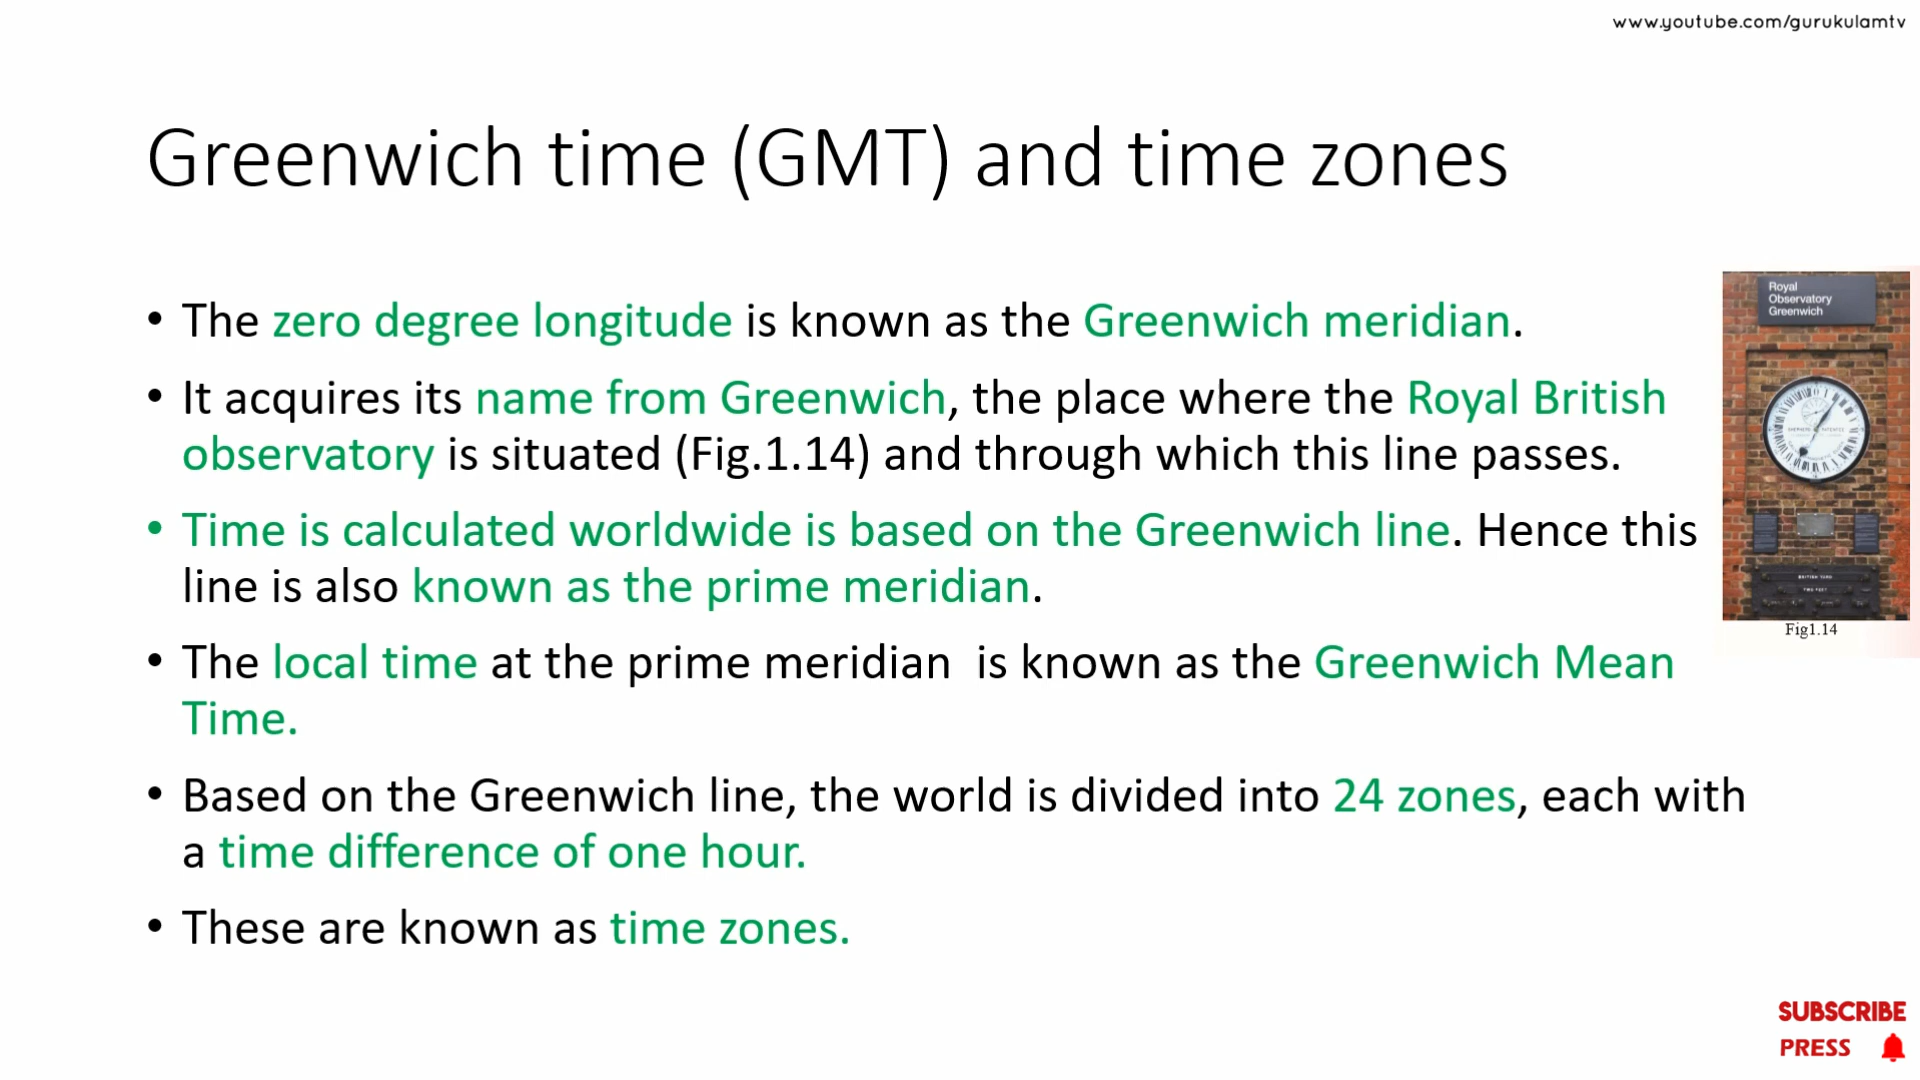 www.youtube.com/gurukulamtv
Greenwich time (GMT) and time zones
• The zero degree longitude is known as the Greenwich meridian.
• It acquires its name from Greenwich, the place where the Royal British
observatory is situated (Fig.1.14) and through which this line passes.
• Time is calculated worldwide is based on the Greenwich line. Hence this
line is also known as the prime meridian.
• The local time at the prime meridian  is known as the Greenwich Mean
Time.
• Based on the Greenwich line, the world is divided into 24 zones, each with
a time difference of one hour.
• These are known as time zones.
Royal
Observatory
Greenwich
BRITISH YARD
TWO FEET
Fig1.14
SUBSCRIBE
PRESS